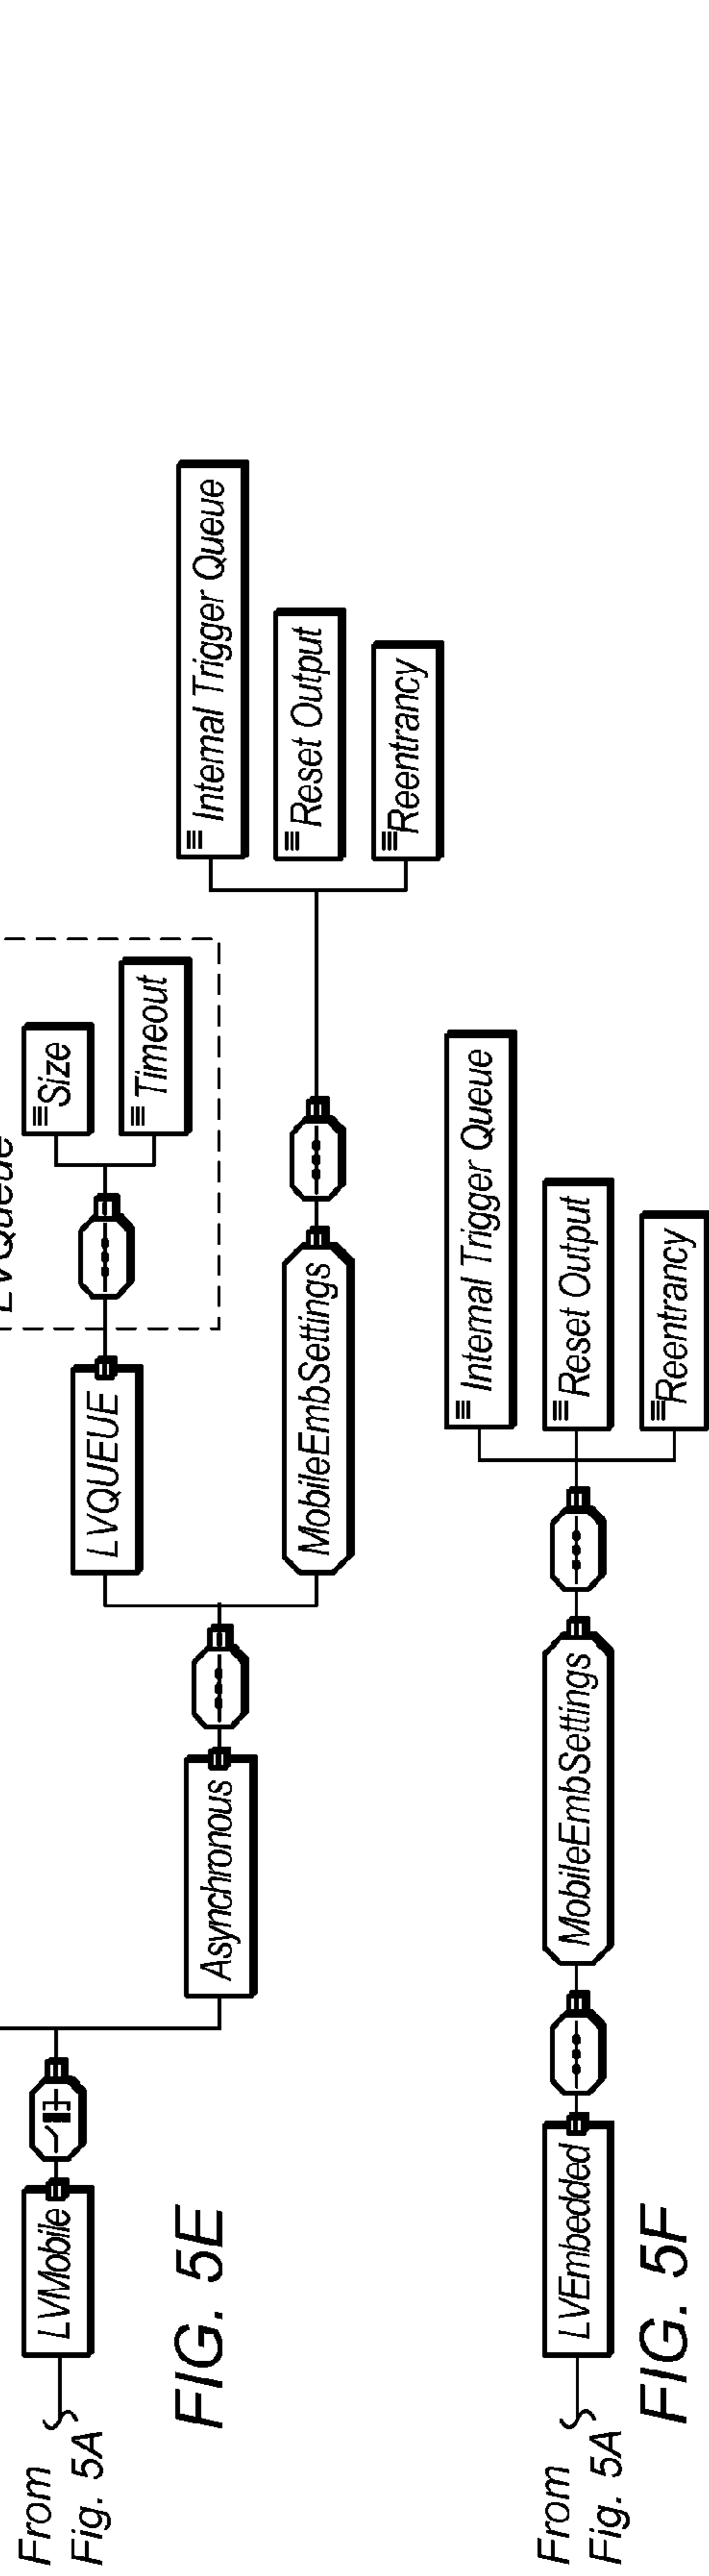 LVQueue
Size
Timeout
LVQUEUE
Internal Trigger Queue
Reset Output
Reentrancy
MobileEmbSettings
Asynchronous
LVMobile
From
Fig. 5A
FIG. 5E
Internal Trigger Queue
Reset Output
Reentrancy
MobileEmbSettings
LVEmbedded
From
Fig. 5A
FIG. 5F